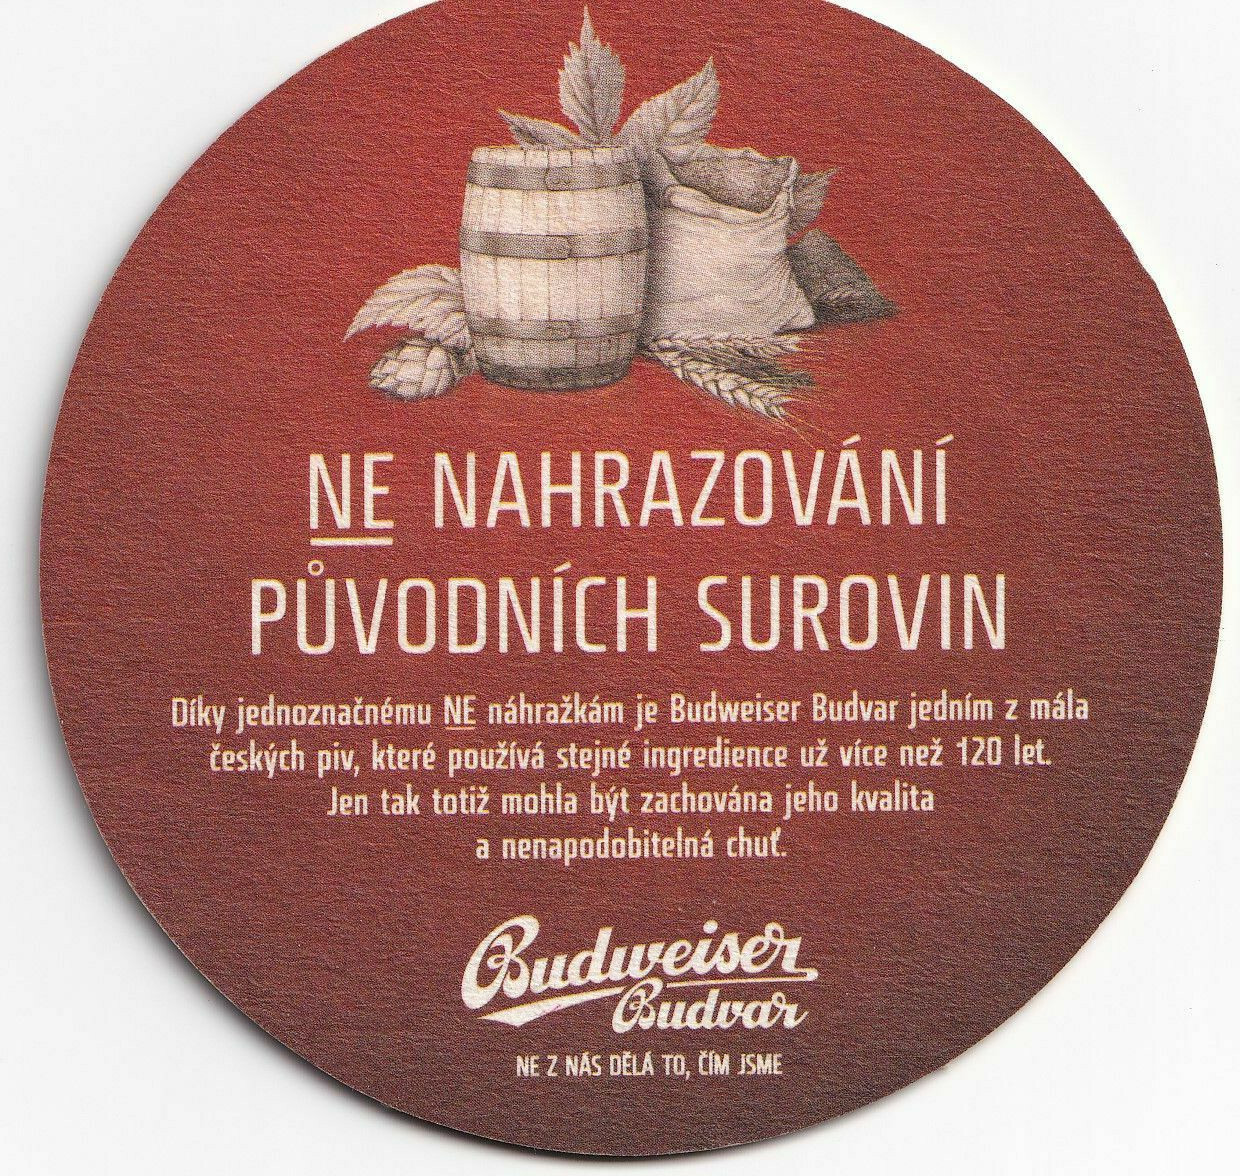 NE NAHRAZOVÁNÍ
PŮVODNÍCH SUROVIN
Díky jednoznačnému NE náhražkám je Budweiser Budvar jedním z mála
českých piv, které používá stejné ingredience už více než 120 let.
Jen tak totiž mohla být zachována jeho kvalita
a nenapodobitelná chuť.
Budweiser
Budvar
NE Z NÁS DĚLÁ TO, ČÍM JSME